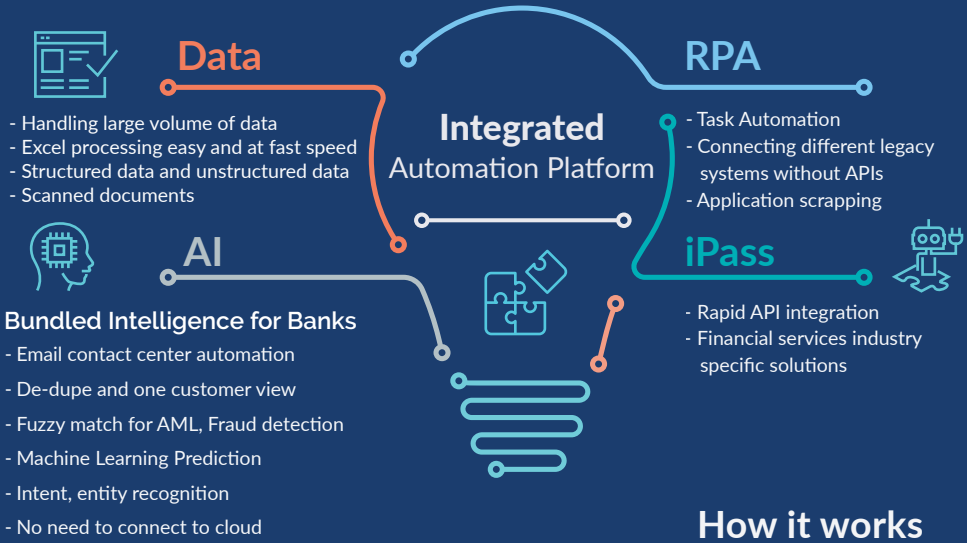 Data
- Handling large volume of data
- Excel processing easy and at fast speed
- Structured data and unstructured data
- Scanned documents
AI
Bundled Intelligence for Banks
- Email contact center automation
- De-dupe and one customer view
- Fuzzy match for AML, Fraud detection
- Machine Learning Prediction
- Intent, entity recognition
- No need to connect to cloud
Integrated
Automation Platform
RPA
- Task Automation
- Connecting different legacy
systems without APIs
- Application scrapping
iPass
- Rapid API integration
- Financial services industry
specific solutions
How it works